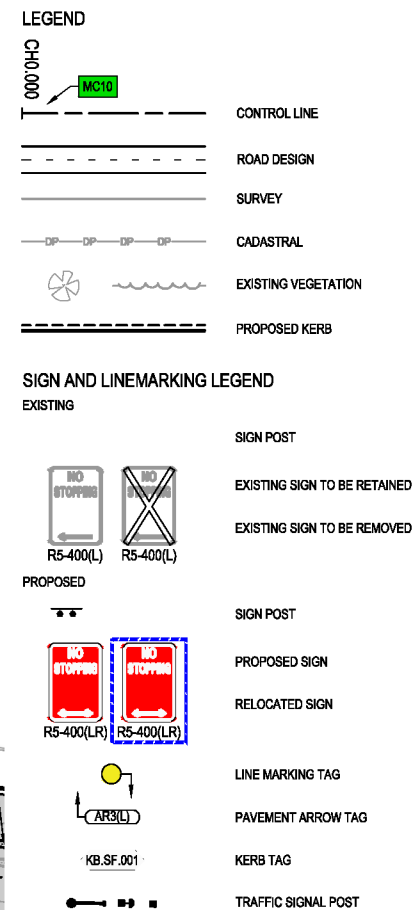 LEGEND
CH0.000
MC10
CONTROL LINE
ROAD DESIGN
SURVEY
DP DP DP DP
CADASTRAL
EXISTING VEGETATION
PROPOSED KERB
SIGN AND LINEMARKING LEGEND
EXISTING
SIGN POST
NO
STOPPING
NO
STOPPING
EXISTING SIGN TO BE RETAINED
EXISTING SIGN TO BE REMOVED
R5-400(L) R5-400(L)
PROPOSED
SIGN POST
NO
STOPPING
NO
STOPPING
PROPOSED SIGN
RELOCATED SIGN
R5-400(LR) R5-400(LR)
LINE MARKING TAG
AR3(L)
PAVEMENT ARROW TAG
KB.SF.001
KERB TAG
TRAFFIC SIGNAL POST